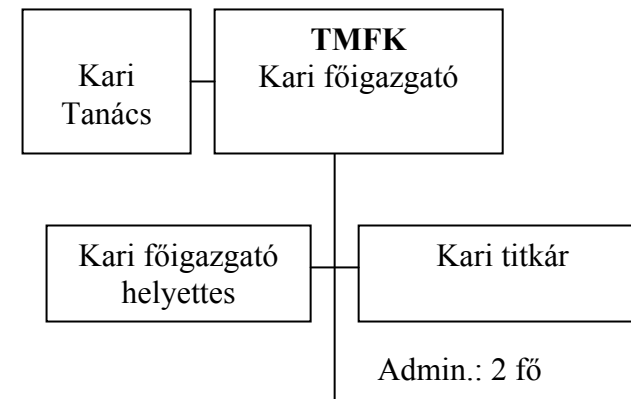 Kari
Tanács
TMFK
Kari főigazgató
Kari főigazgató
helyettes
Kari titkár
Admin.: 2 fő